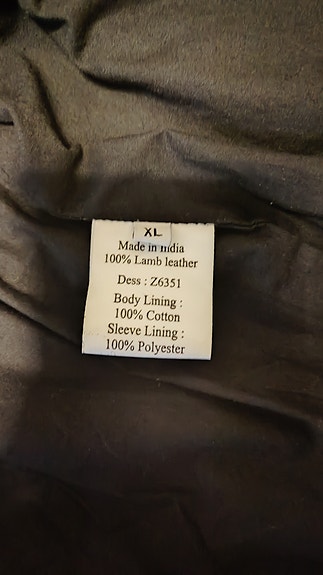 XL
Made in India
100% Lamb leather
Dess : Z6351
Body Lining :
100% Cotton
Sleeve Lining :
100% Polyester